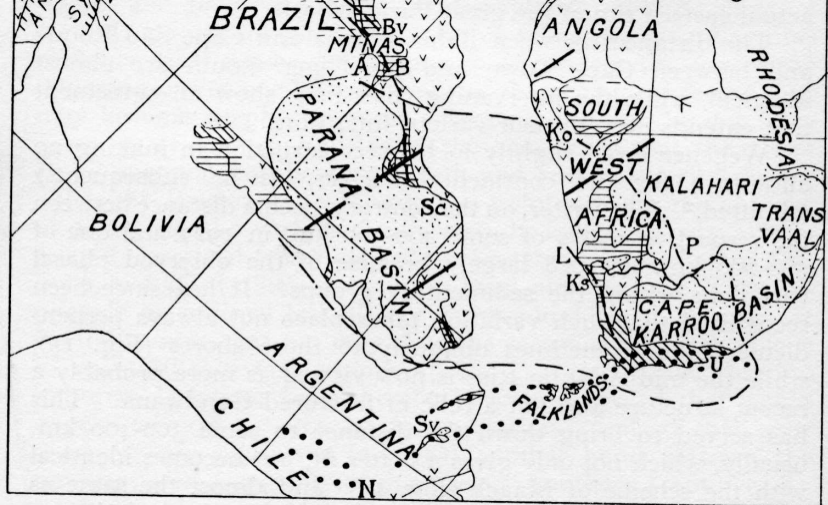 BRAZIL
Bv
MINAS
A
B
PARANÁ BASIN
Sc
BOLIVIA
ARGENTINA
CHILE
Sv
N
FALKLANDS
ANGOLA
RHODESIA
SOUTH
Ko
WEST
KALAHARI
AFRICA
TRANS
VAAL
P
L
Ks
CAPE
KARROO BASIN
U